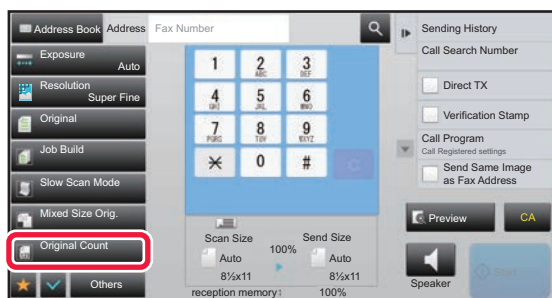 Address Book Address Fax Number
Exposure
Auto
Resolution
Super Fine
Original
Job Build
Slow Scan Mode
Mixed Size Orig.
Original Count
Others
1 2 3
ABC DEF
4 5 6
GHI JKL MNO
7 8 9
PQRS TUV WXYZ
0 #
C
Scan Size 100% Send Size
Auto Auto
8½x11 8½x11
reception memory: 100%
Sending History
Call Search Number
Direct TX
Verification Stamp
Call Program
Call Registered settings
Send Same Image
as Fax Address
Preview CA
Speaker Start